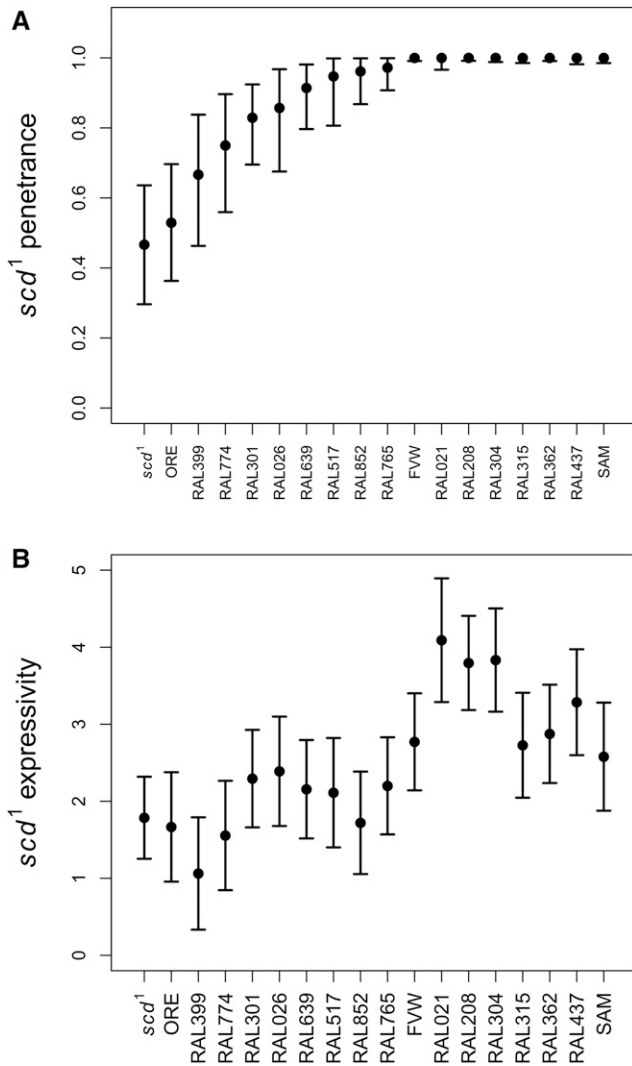 A
scd¹ penetrance
1.0
0.8
0.6
0.4
0.2
0.0
scd¹
ORE
RAL399
RAL774
RAL301
RAL026
RAL639
RAL517
RAL852
RAL765
FVW
RAL021
RAL208
RAL304
RAL315
RAL362
RAL437
SAM
B
scd¹ expressivity
5
4
3
2
1
0
scd¹
ORE
RAL399
RAL774
RAL301
RAL026
RAL639
RAL517
RAL852
RAL765
FVW
RAL021
RAL208
RAL304
RAL315
RAL362
RAL437
SAM